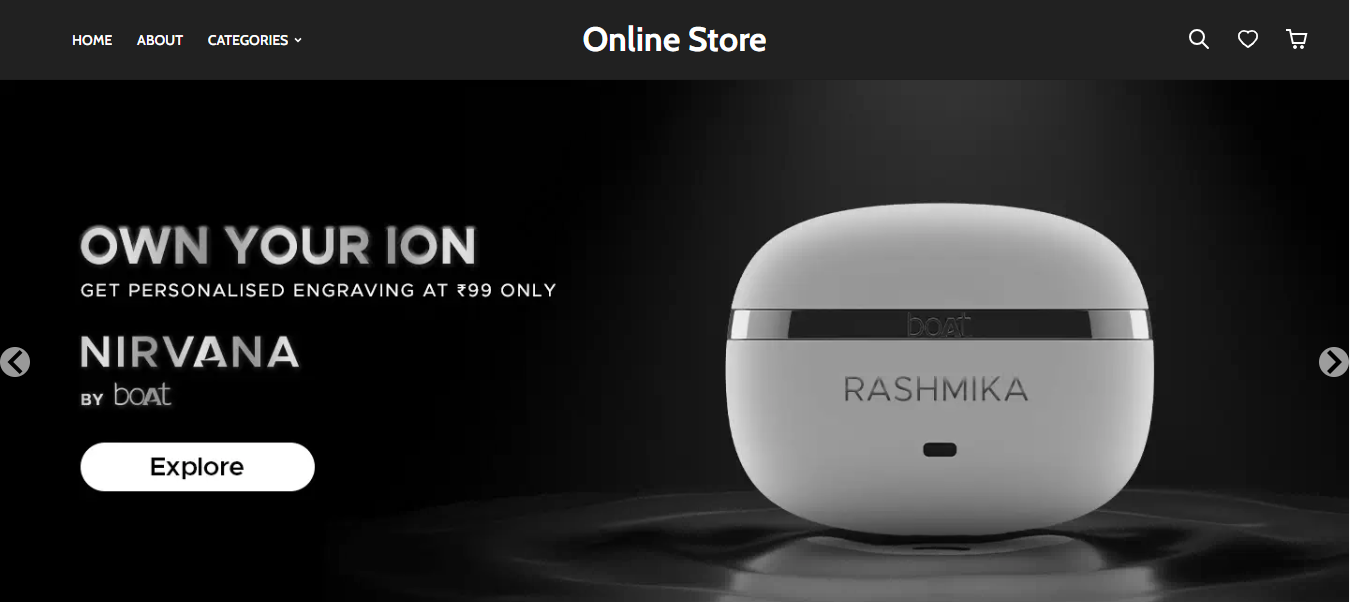 HOME ABOUT CATEGORIES Online Store
OWN YOUR ION
GET PERSONALISED ENGRAVING AT ₹99 ONLY
NIRVANA
BY boAt
Explore
boAt
RASHMIKA